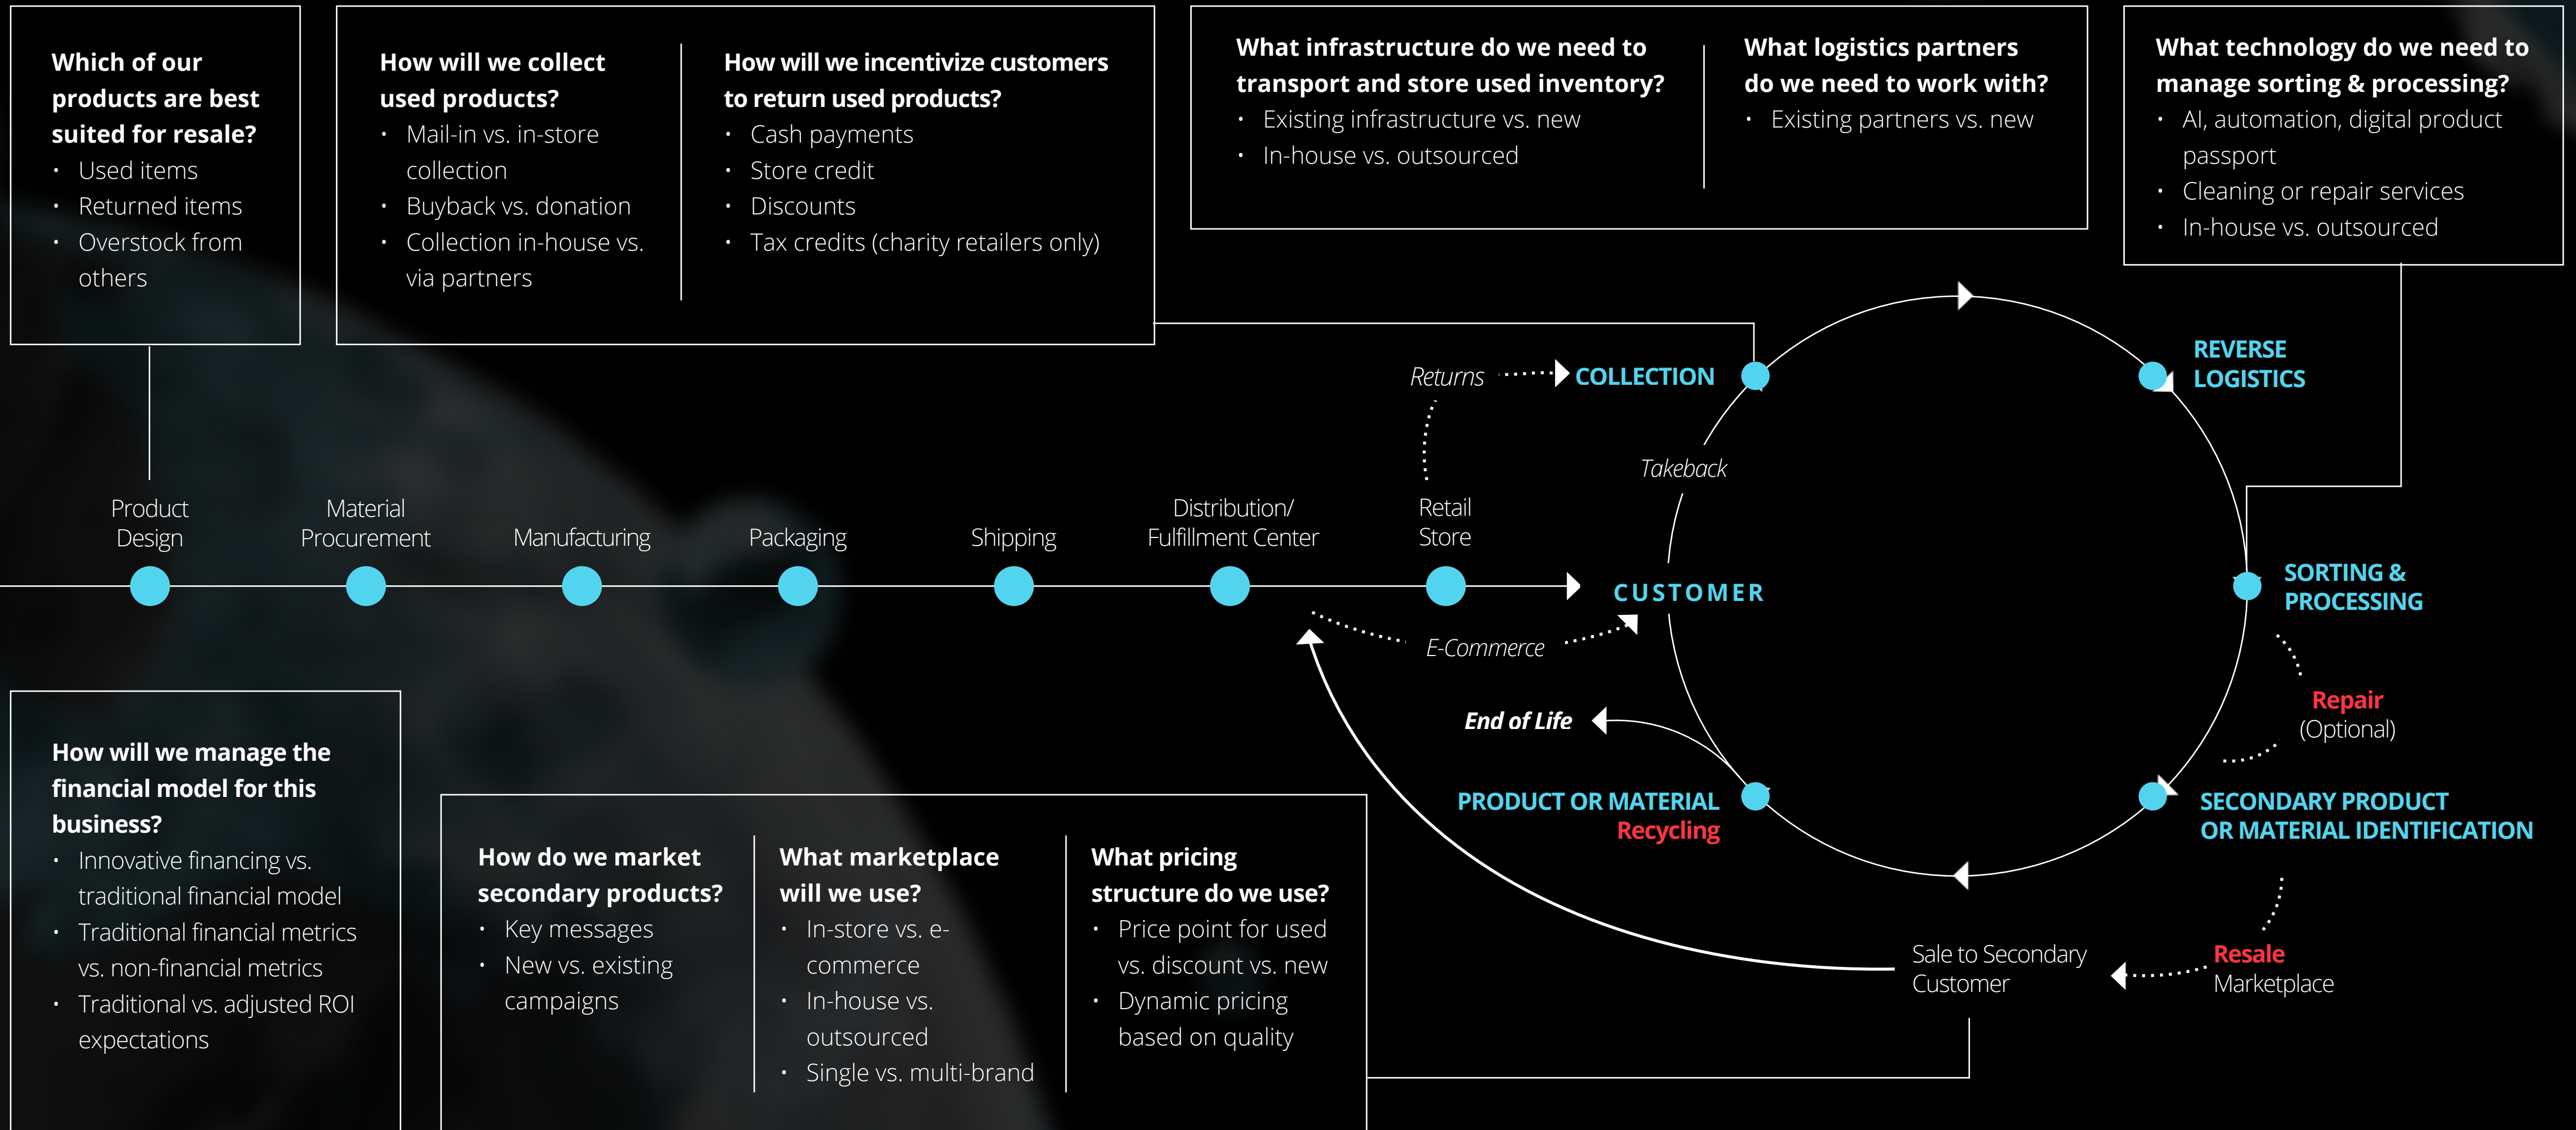 Which of our
products are best
suited for resale?
• Used items
• Returned items
• Overstock from
others
How will we collect
used products?
• Mail-in vs. in-store
collection
• Buyback vs. donation
• Collection in-house vs.
via partners
How will we incentivize customers
to return used products?
• Cash payments
• Store credit
• Discounts
• Tax credits (charity retailers only)
What infrastructure do we need to
transport and store used inventory?
• Existing infrastructure vs. new
• In-house vs. outsourced
What logistics partners
do we need to work with?
• Existing partners vs. new
What technology do we need to
manage sorting & processing?
• AI, automation, digital product
passport
• Cleaning or repair services
• In-house vs. outsourced
Returns
COLLECTION
REVERSE
LOGISTICS
Takeback
Product
Design
Material
Procurement
Manufacturing
Packaging
Shipping
Distribution/
Fulfillment Center
Retail
Store
CUSTOMER
E-Commerce
SORTING &
PROCESSING
Repair
(Optional)
End of Life
PRODUCT OR MATERIAL
Recycling
SECONDARY PRODUCT
OR MATERIAL IDENTIFICATION
Resale
Marketplace
Sale to Secondary
Customer
How will we manage the
financial model for this
business?
• Innovative financing vs.
traditional financial model
• Traditional financial metrics
vs. non-financial metrics
• Traditional vs. adjusted ROI
expectations
How do we market
secondary products?
• Key messages
• New vs. existing
campaigns
What marketplace
will we use?
• In-store vs. e-
commerce
• In-house vs.
outsourced
• Single vs. multi-brand
What pricing
structure do we use?
• Price point for used
vs. discount vs. new
• Dynamic pricing
based on quality